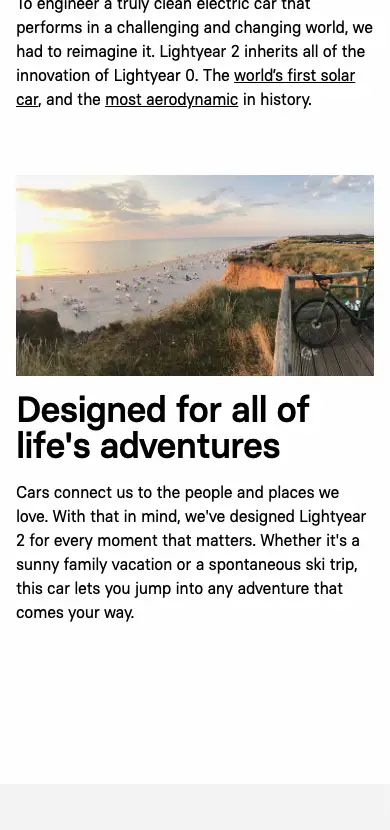 To engineer a truly clean electric car that
performs in a challenging and changing world, we
had to reimagine it. Lightyear 2 inherits all of the
innovation of Lightyear 0. The world's first solar
car, and the most aerodynamic in history.
Designed for all of
life's adventures
Cars connect us to the people and places we
love. With that in mind, we've designed Lightyear
2 for every moment that matters. Whether it's a
sunny family vacation or a spontaneous ski trip,
this car lets you jump into any adventure that
comes your way.